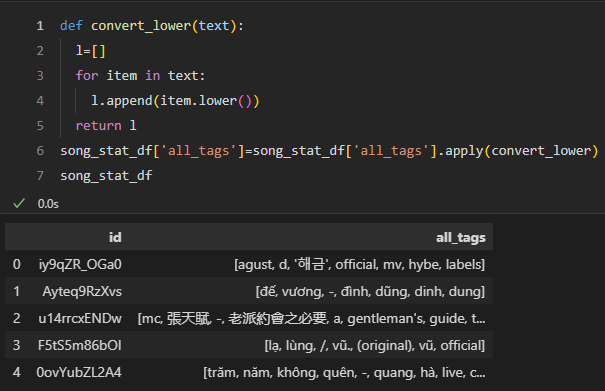 1 def convert_lower(text):
2 l=[]
3 for item in text:
4 l.append(item.lower())
5 return l
6 song_stat_df['all_tags']=song_stat_df['all_tags'].apply(convert_lower)
7 song_stat_df
0.0s
id all_tags
0 iy9qZR_OGa0 [agust, d, '해금', official, mv, hybe, labels]
1 Ayteq9RzXvs [đế, vương, -, đình, dũng, dinh, dung]
2 u14rrcxENDw [mc, 張天賦, -, 老派約會之必要, a, gentleman's, guide, t...
3 F5tS5m86bOI [lạ, lùng, /, vũ., (original), vũ, official]
4 0ovYubZL2A4 [trăm, năm, không, quên, -, quang, hà, live, c...